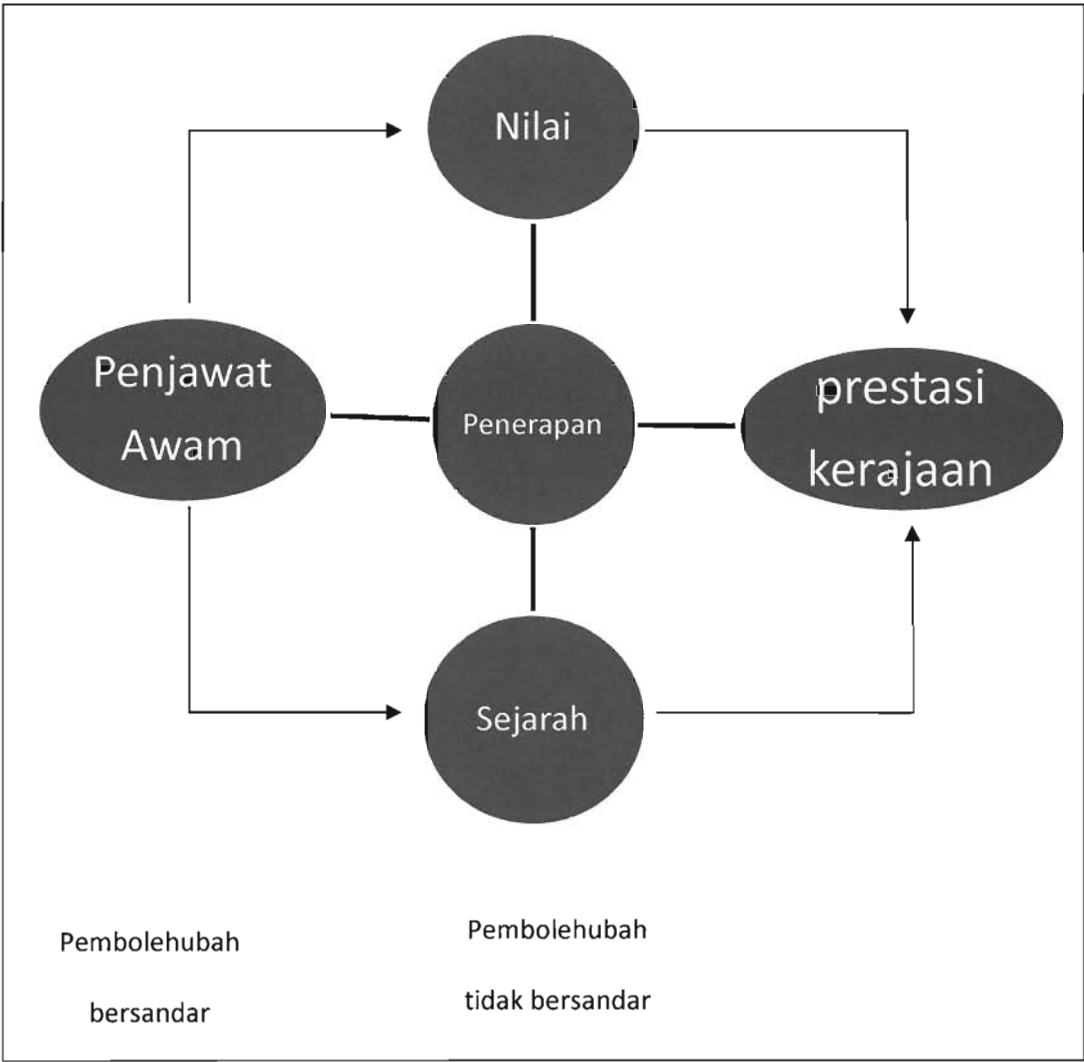 Nilai
Penjawat
Awam
Penerapan
prestasi
kerajaan
Sejarah
Pembolehubah
bersandar
Pembolehubah
tidak bersandar